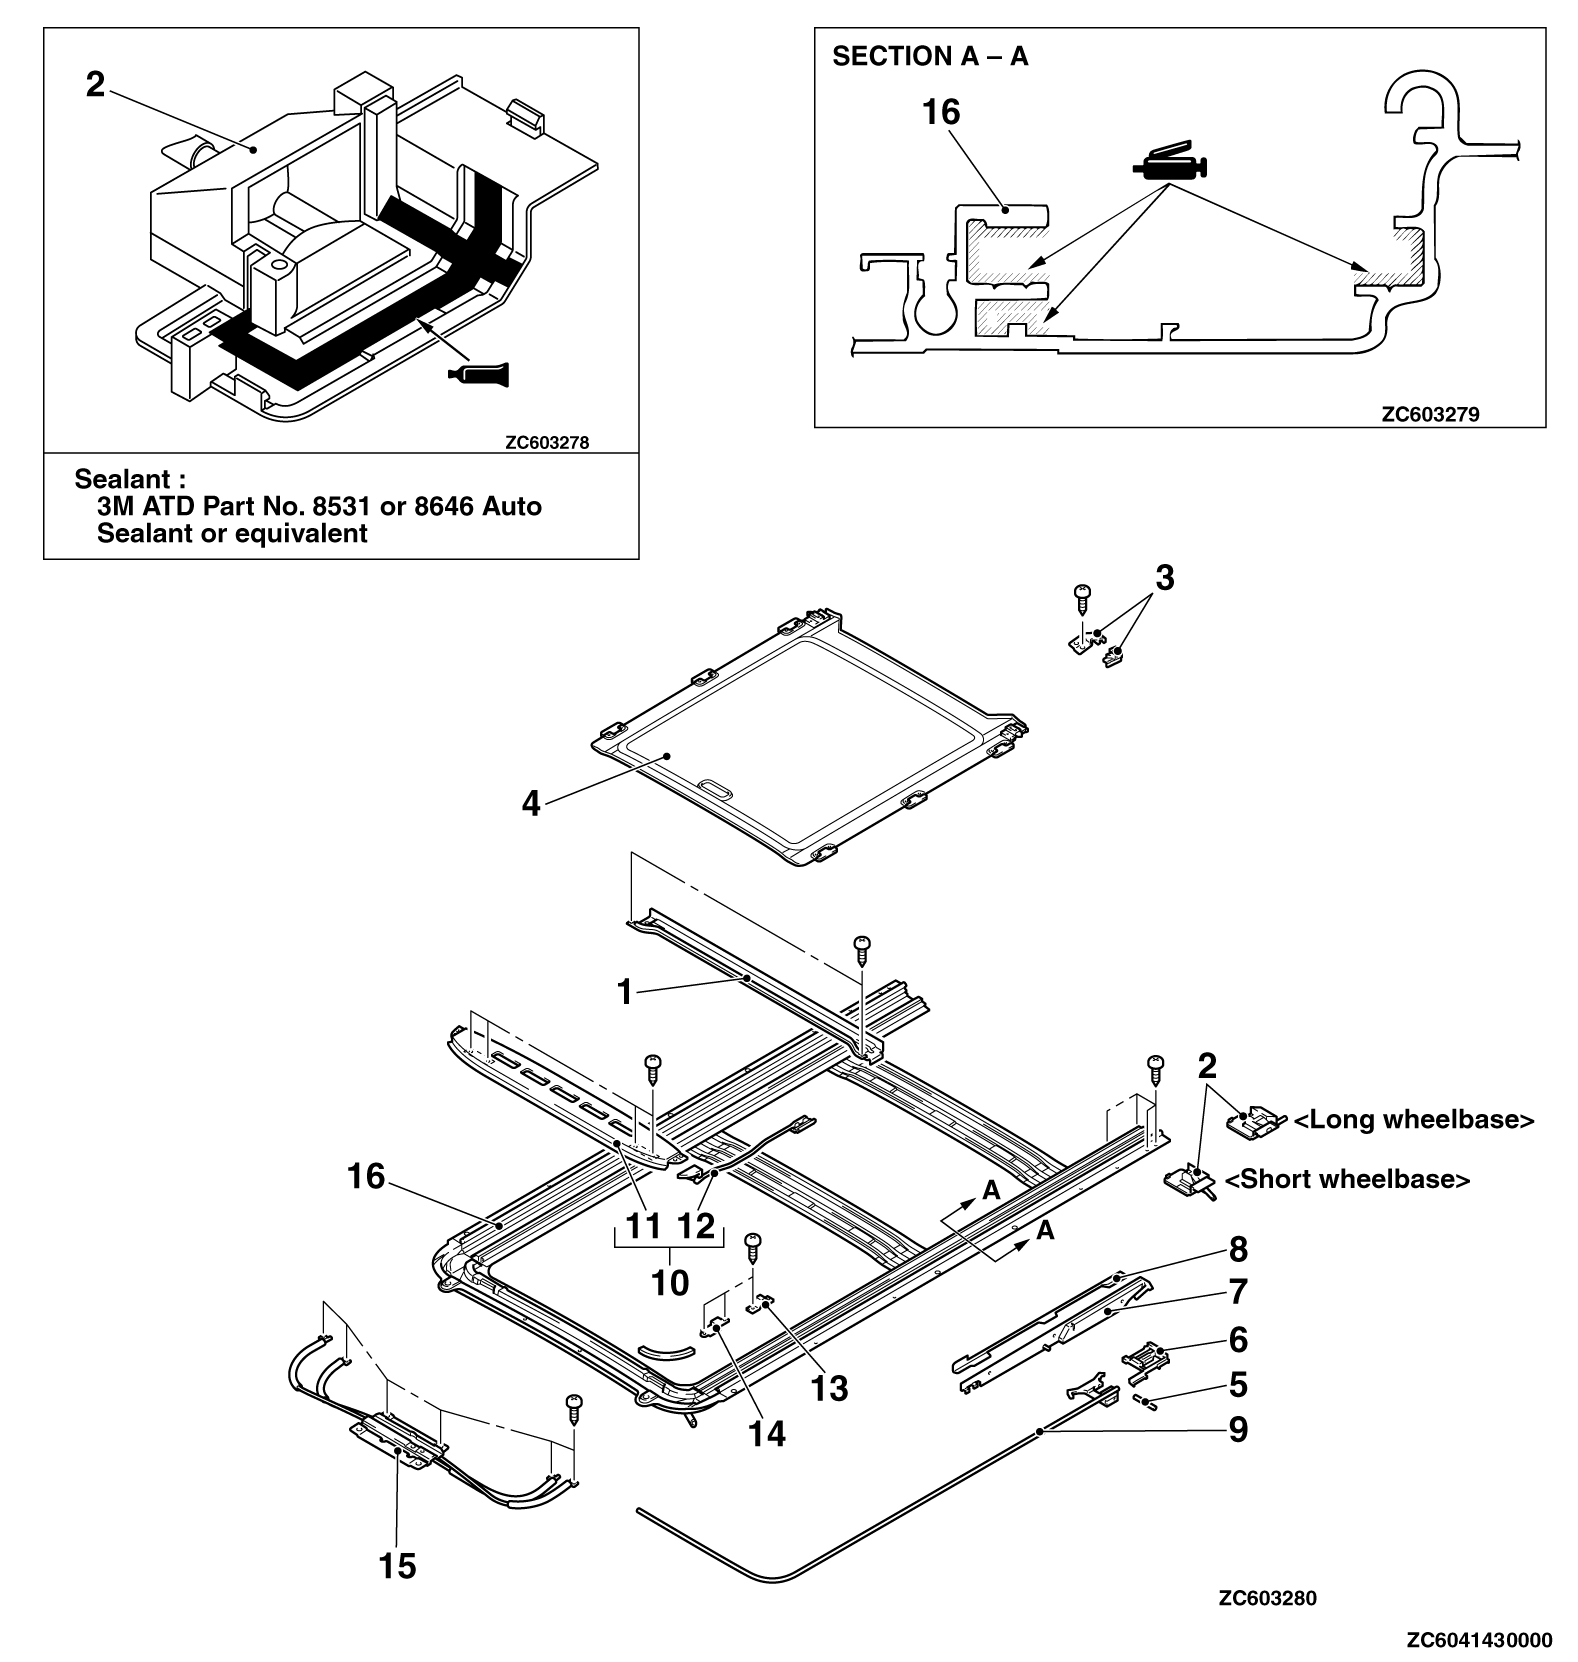 2
ZC603278
Sealant :
3M ATD Part No. 8531 or 8646 Auto
Sealant or equivalent
SECTION A – A
16
ZC603279
3
4
1
2
<Long wheelbase>
<Short wheelbase>
16
A
A
11 12
10
8
7
6
5
9
13
14
15
ZC603280
ZC6041430000